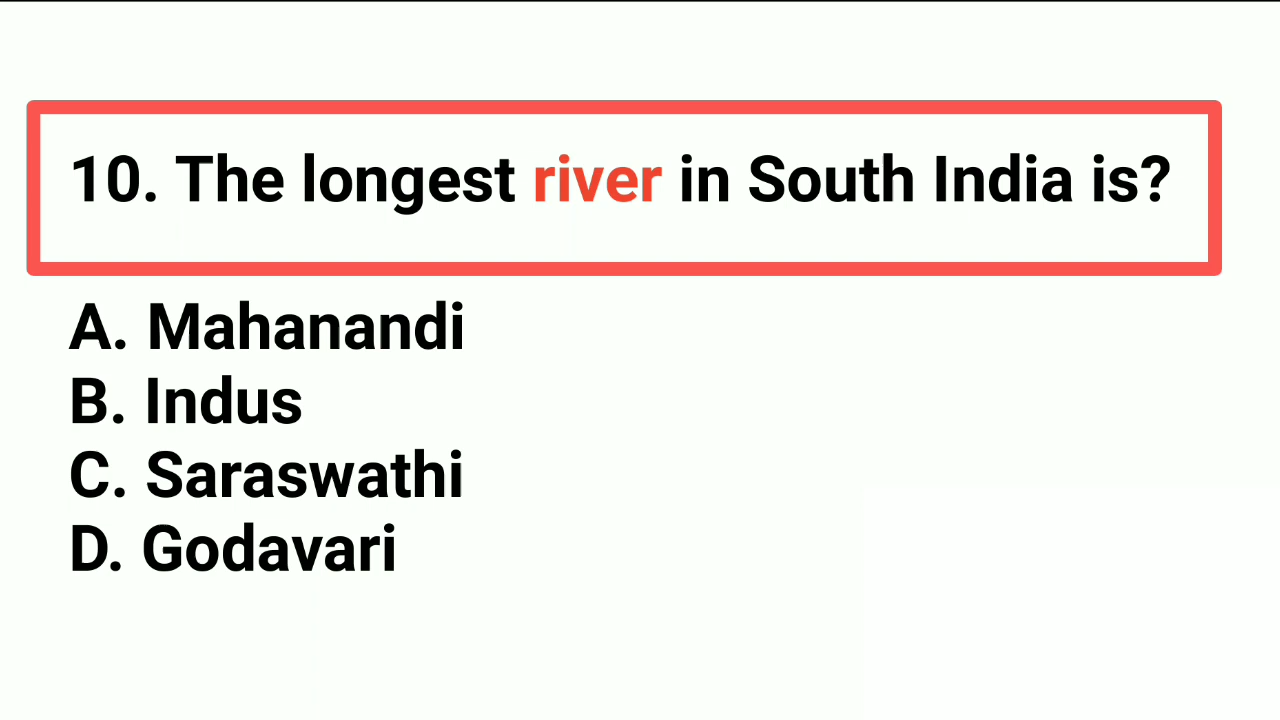 10. The longest river in South India is?
A. Mahanandi
B. Indus
C. Saraswathi
D. Godavari